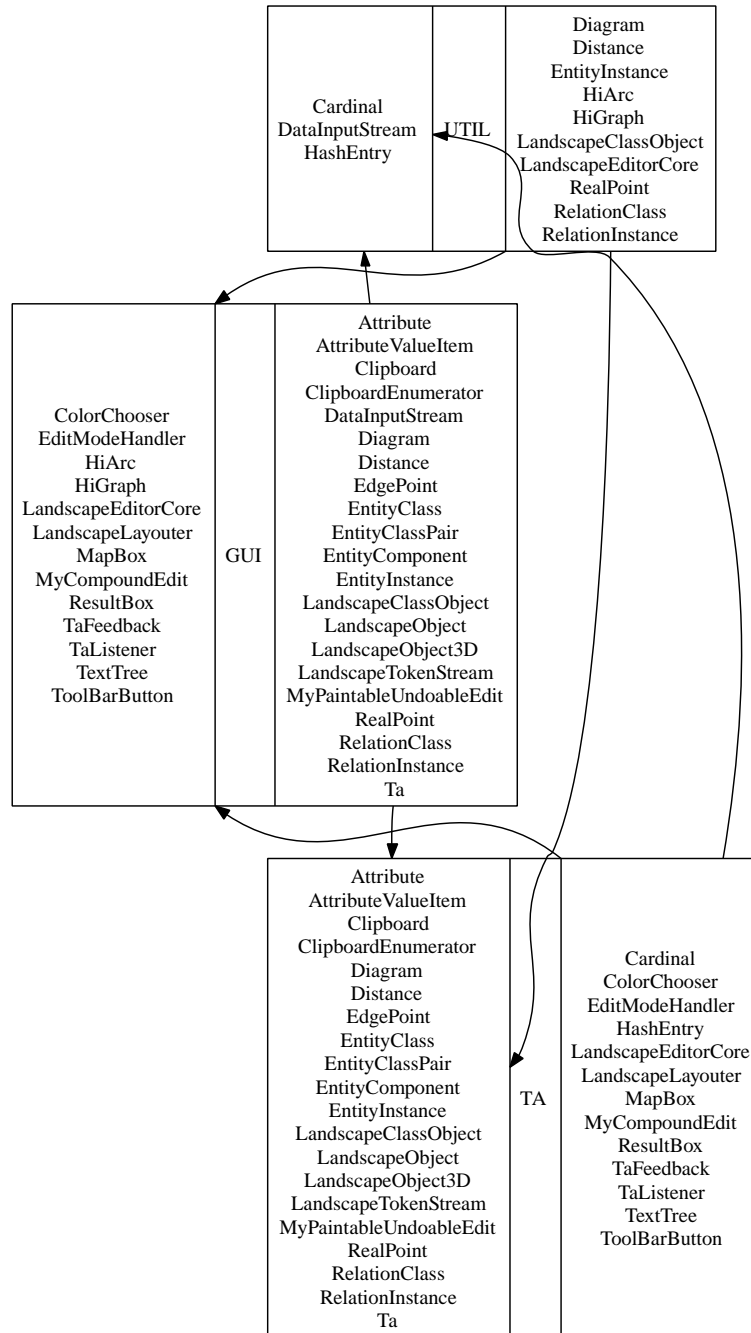 Cardinal
DataInputStream
HashEntry
UTIL
Diagram
Distance
EntityInstance
HiArc
HiGraph
LandscapeClassObject
LandscapeEditorCore
RealPoint
RelationClass
RelationInstance
ColorChooser
EditModeHandler
HiArc
HiGraph
LandscapeEditorCore
LandscapeLayouter
MapBox
MyCompoundEdit
ResultBox
TaFeedback
TaListener
TextTree
ToolBarButton
GUI
Attribute
AttributeValueItem
Clipboard
ClipboardEnumerator
DataInputStream
Diagram
Distance
EdgePoint
EntityClass
EntityClassPair
EntityComponent
EntityInstance
LandscapeClassObject
LandscapeObject
LandscapeObject3D
LandscapeTokenStream
MyPaintableUndoableEdit
RealPoint
RelationClass
RelationInstance
Ta
Attribute
AttributeValueItem
Clipboard
ClipboardEnumerator
Diagram
Distance
EdgePoint
EntityClass
EntityClassPair
EntityComponent
EntityInstance
LandscapeClassObject
LandscapeObject
LandscapeObject3D
LandscapeTokenStream
MyPaintableUndoableEdit
RealPoint
RelationClass
RelationInstance
Ta
TA
Cardinal
ColorChooser
EditModeHandler
HashEntry
LandscapeEditorCore
LandscapeLayouter
MapBox
MyCompoundEdit
ResultBox
TaFeedback
TaListener
TextTree
ToolBarButton